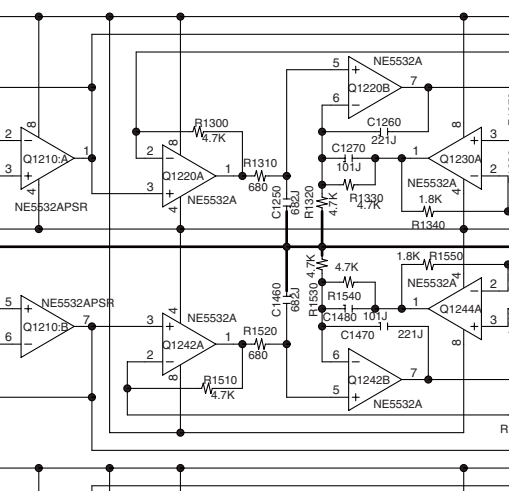 5
NE5532A
7
Q1220B
6
8
R1300
4.7K
8
C1260
221J
8
2
1
Q1210:A
3
4
NE5532APSR
2
1
Q1220A
3
4
NE5532A
R1310
680
C1250
682J
R1320
4.7K
C1270
101J
R1330
4.7K
1
3
Q1230A
2
NE5532A
4
1.8K
R1340
4.7K
R1530
4.7K
R1540
1.8K
R1550
NE5532A
4
2
Q1244A
1
3
8
C1460
682J
C1480
101J
C1470
221J
5
NE5532APSR
Q1210:B
7
6
4
NE5532A
3
1
Q1242A
2
8
R1520
680
R1510
4.7K
6
7
Q1242B
5
NE5532A
R